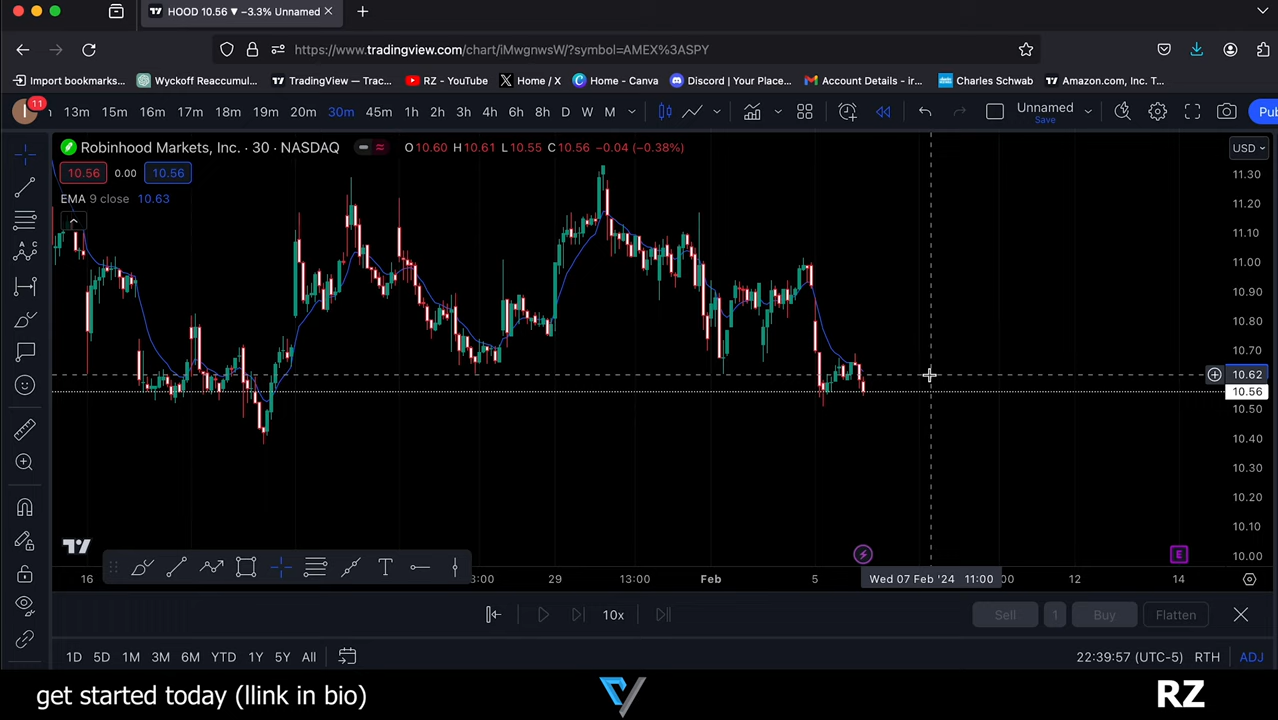 HOOD 10.56 ▼ −3.3% Unnamed
https://www.tradingview.com/chart/iMwgnwsW/?symbol=AMEX%3ASPY
Import bookmarks... Wyckoff Reaccumul... TradingView — Trac... RZ - YouTube Home / X Home - Canva Discord | Your Place... Account Details - ir... Charles Schwab Amazon.com, Inc. T...
11 13m 15m 16m 17m 18m 19m 20m 30m 45m 1h 2h 3h 4h 6h 8h D W M Unnamed Save Pub
Robinhood Markets, Inc. · 30 · NASDAQ O10.60 H10.61 L10.55 C10.56 −0.04 (−0.38%) USD
10.56 0.00 10.56
EMA 9 close 10.63
11.30
11.20
11.10
11.00
10.90
10.80
10.70
10.62
10.56
10.50
10.40
10.30
10.20
10.10
10.00
E
16 3:00 29 13:00 Feb 5 Wed 07 Feb '24 11:00 00 12 14
10x Sell 1 Buy Flatten
1D 5D 1M 3M 6M YTD 1Y 5Y All 22:39:57 (UTC-5) RTH ADJ
get started today (llink in bio) RZ